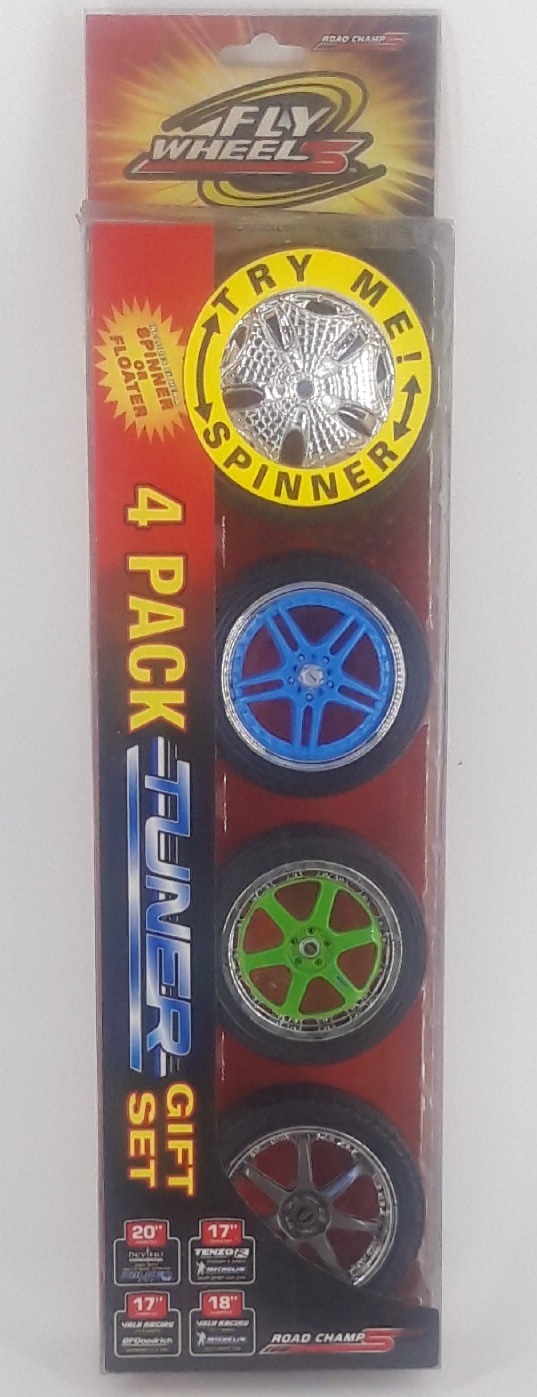 ROAD CHAMPS
FLY
WHEELS
TRY ME!
SPINNER
SPINNER
OR
FLOATER
4 PACK
TUNER
GIFT
SET
20"
17"
TENZO R
MICHELIN
17"
18"
VOLK RACING
VOLK RACING
BFGoodrich
MICHELIN
ROAD CHAMPS